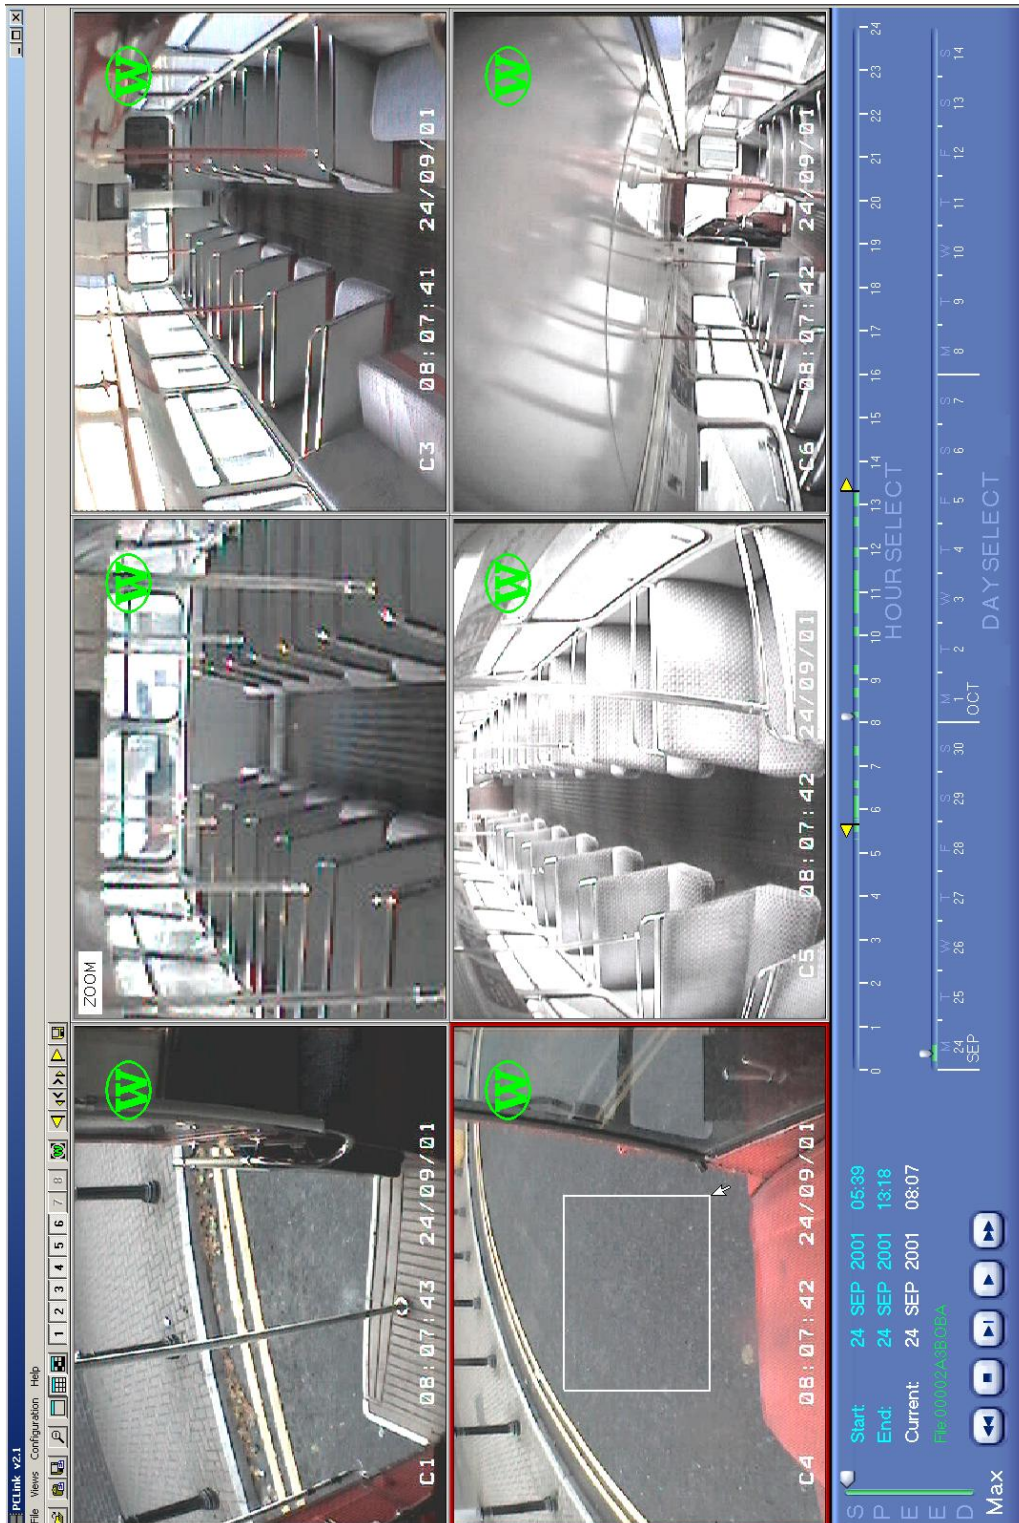 PCLink v2.1
File Views Configuration Help
1 2 3 4 5 6 7 8 W
W
ZOOM
W
W
C1 08:07:43 24/09/01
C3 08:07:41 24/09/01
W
W
W
C4 08:07:42 24/09/01
C5 08:07:42 24/09/01
C6 08:07:42 24/09/01
SPEED
Max
Start: 24 SEP 2001 05:39
End: 24 SEP 2001 13:18
Current: 24 SEP 2001 08:07
File:00002A3B.OBA
0 1 2 3 4 5 6 7 8 9 10 11 12 13 14 15 16 17 18 19 20 21 22 23 24
HOURSELECT
M T W T F S S M T W T F S S M T W T F S S
24 25 26 27 28 29 30 1 2 3 4 5 6 7 8 9 10 11 12 13 14
SEP OCT
DAYSELECT